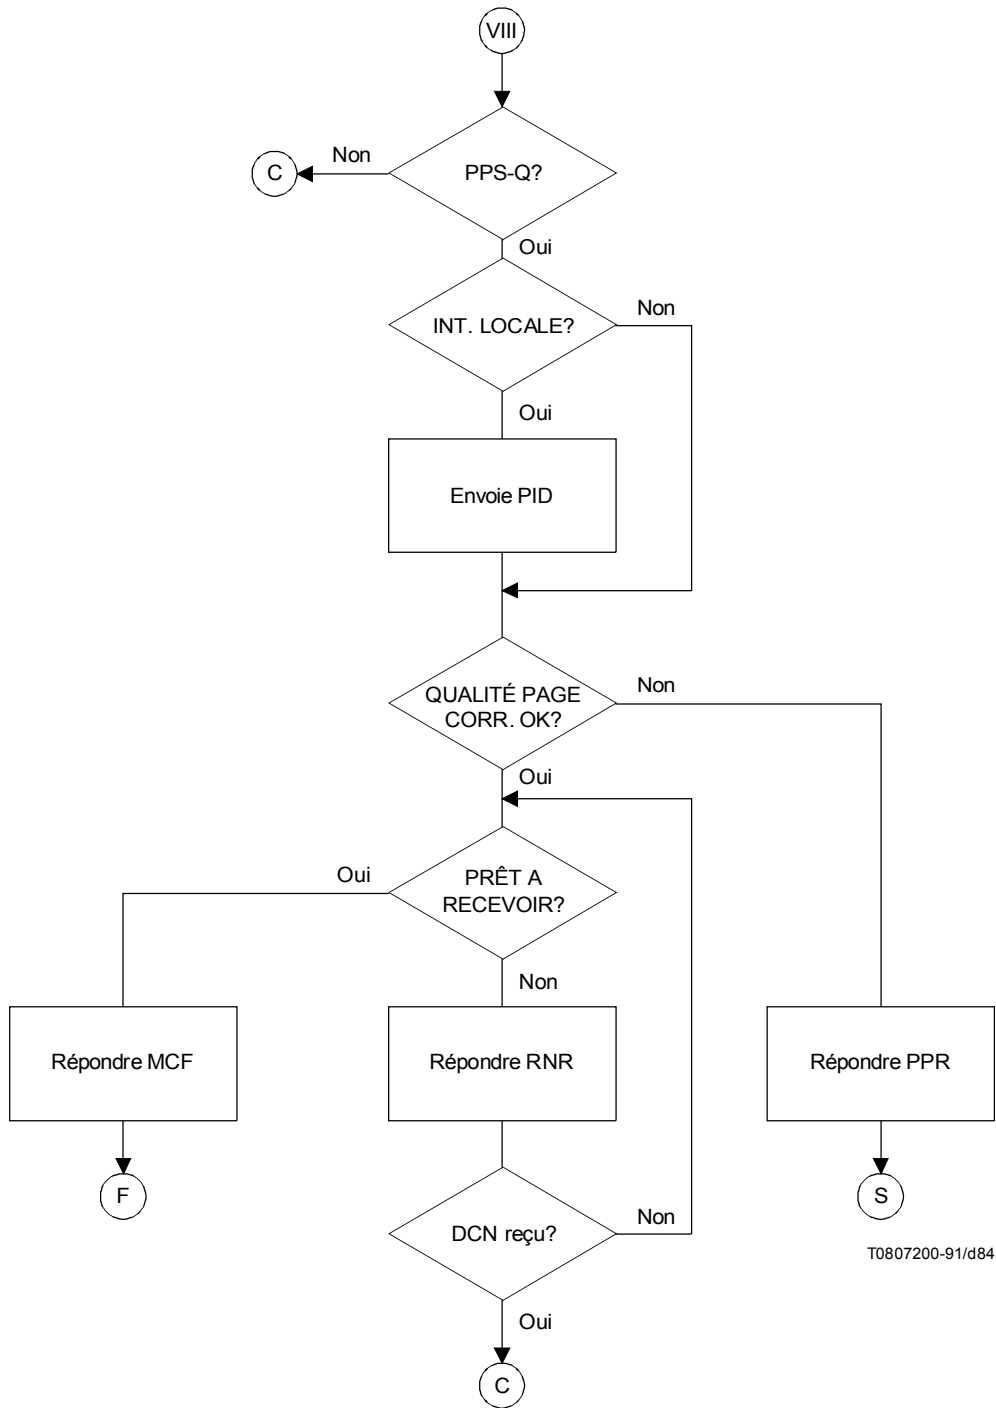 VIII
Non
C
PPS-Q?
Oui
Non
INT. LOCALE?
Oui
Envoie PID
Non
QUALITÉ PAGE
CORR. OK?
Oui
Oui
PRÊT A
RECEVOIR?
Non
Répondre MCF
Répondre RNR
Répondre PPR
F
S
Non
DCN reçu?
T0807200-91/d84
Oui
C